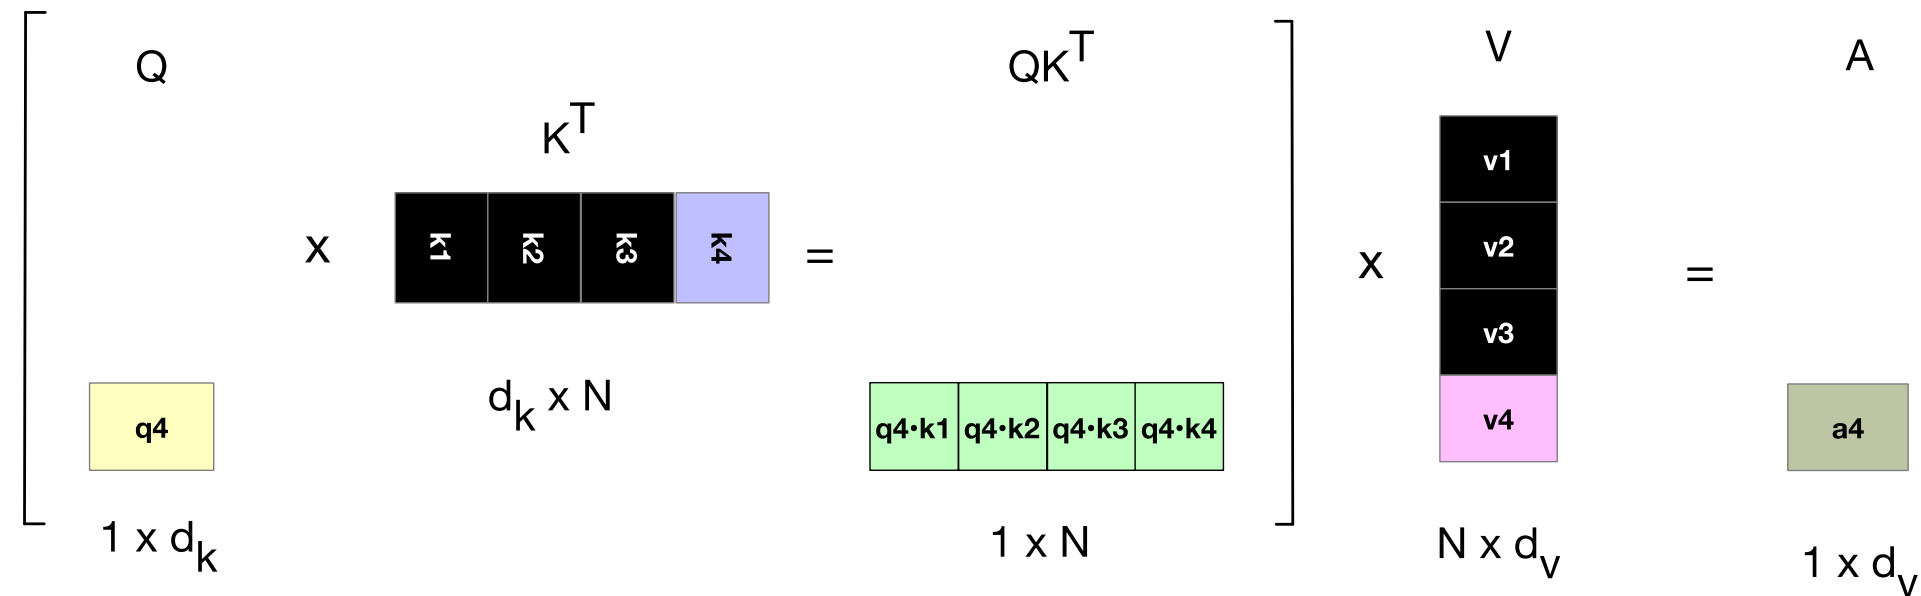 Q
K^T
QK^T
V
A
x
k1 k2 k3 k4
=
x
v1
v2
v3
v4
=
q4
q4·k1 q4·k2 q4·k3 q4·k4
a4
1 x d_k
d_k x N
1 x N
N x d_v
1 x d_v